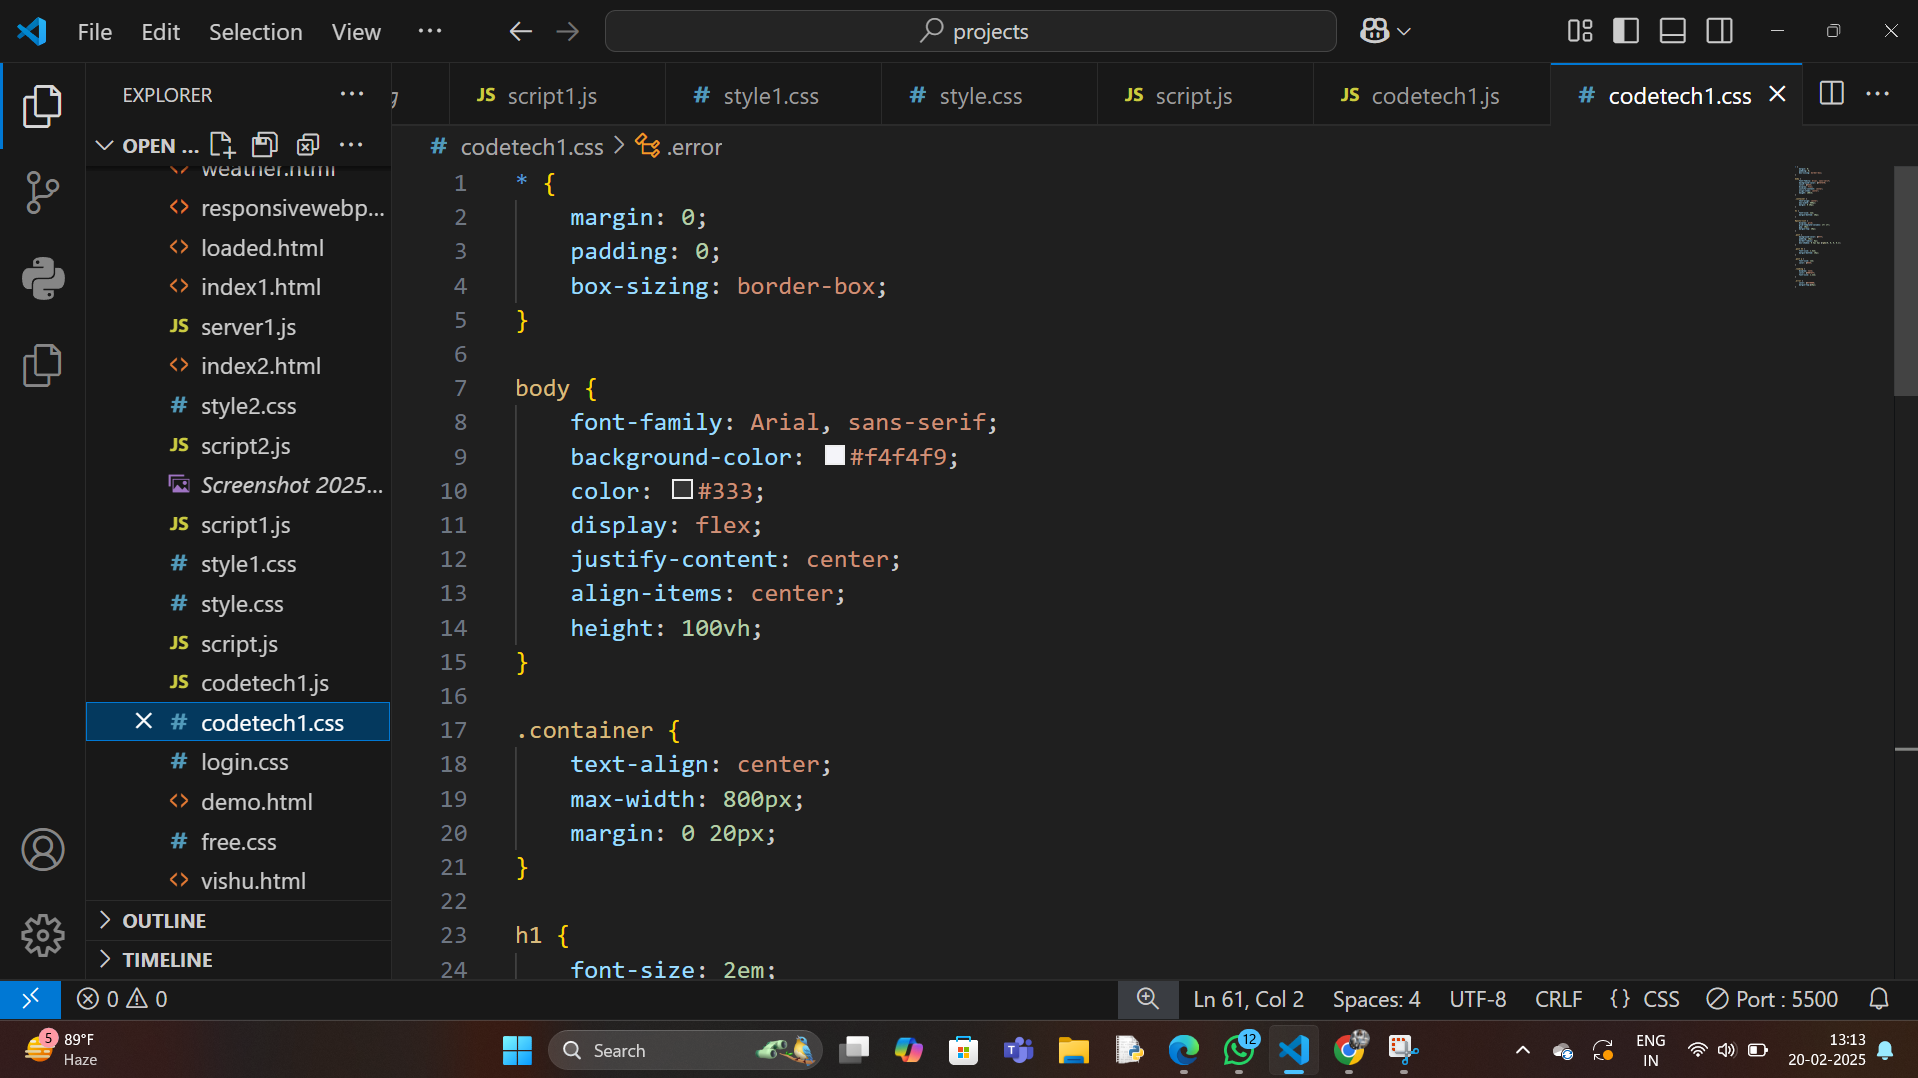 File Edit Selection View ··· projects
EXPLORER ···
script1.js
style1.css
style.css
script.js
codetech1.js
codetech1.css
OPEN ...
weather.html
responsivewebp...
loaded.html
index1.html
server1.js
index2.html
style2.css
script2.js
Screenshot 2025...
script1.js
style1.css
style.css
script.js
codetech1.js
codetech1.css
login.css
demo.html
free.css
vishu.html
OUTLINE
TIMELINE
# codetech1.css > .error
1 * {
2 margin: 0;
3 padding: 0;
4 box-sizing: border-box;
5 }
6
7 body {
8 font-family: Arial, sans-serif;
9 background-color: #f4f4f9;
10 color: #333;
11 display: flex;
12 justify-content: center;
13 align-items: center;
14 height: 100vh;
15 }
16
17 .container {
18 text-align: center;
19 max-width: 800px;
20 margin: 0 20px;
21 }
22
23 h1 {
24 font-size: 2em;
0 0 Ln 61, Col 2 Spaces: 4 UTF-8 CRLF {} CSS Port : 5500
5 89°F
Haze
Search
12
ENG
IN
13:13
20-02-2025